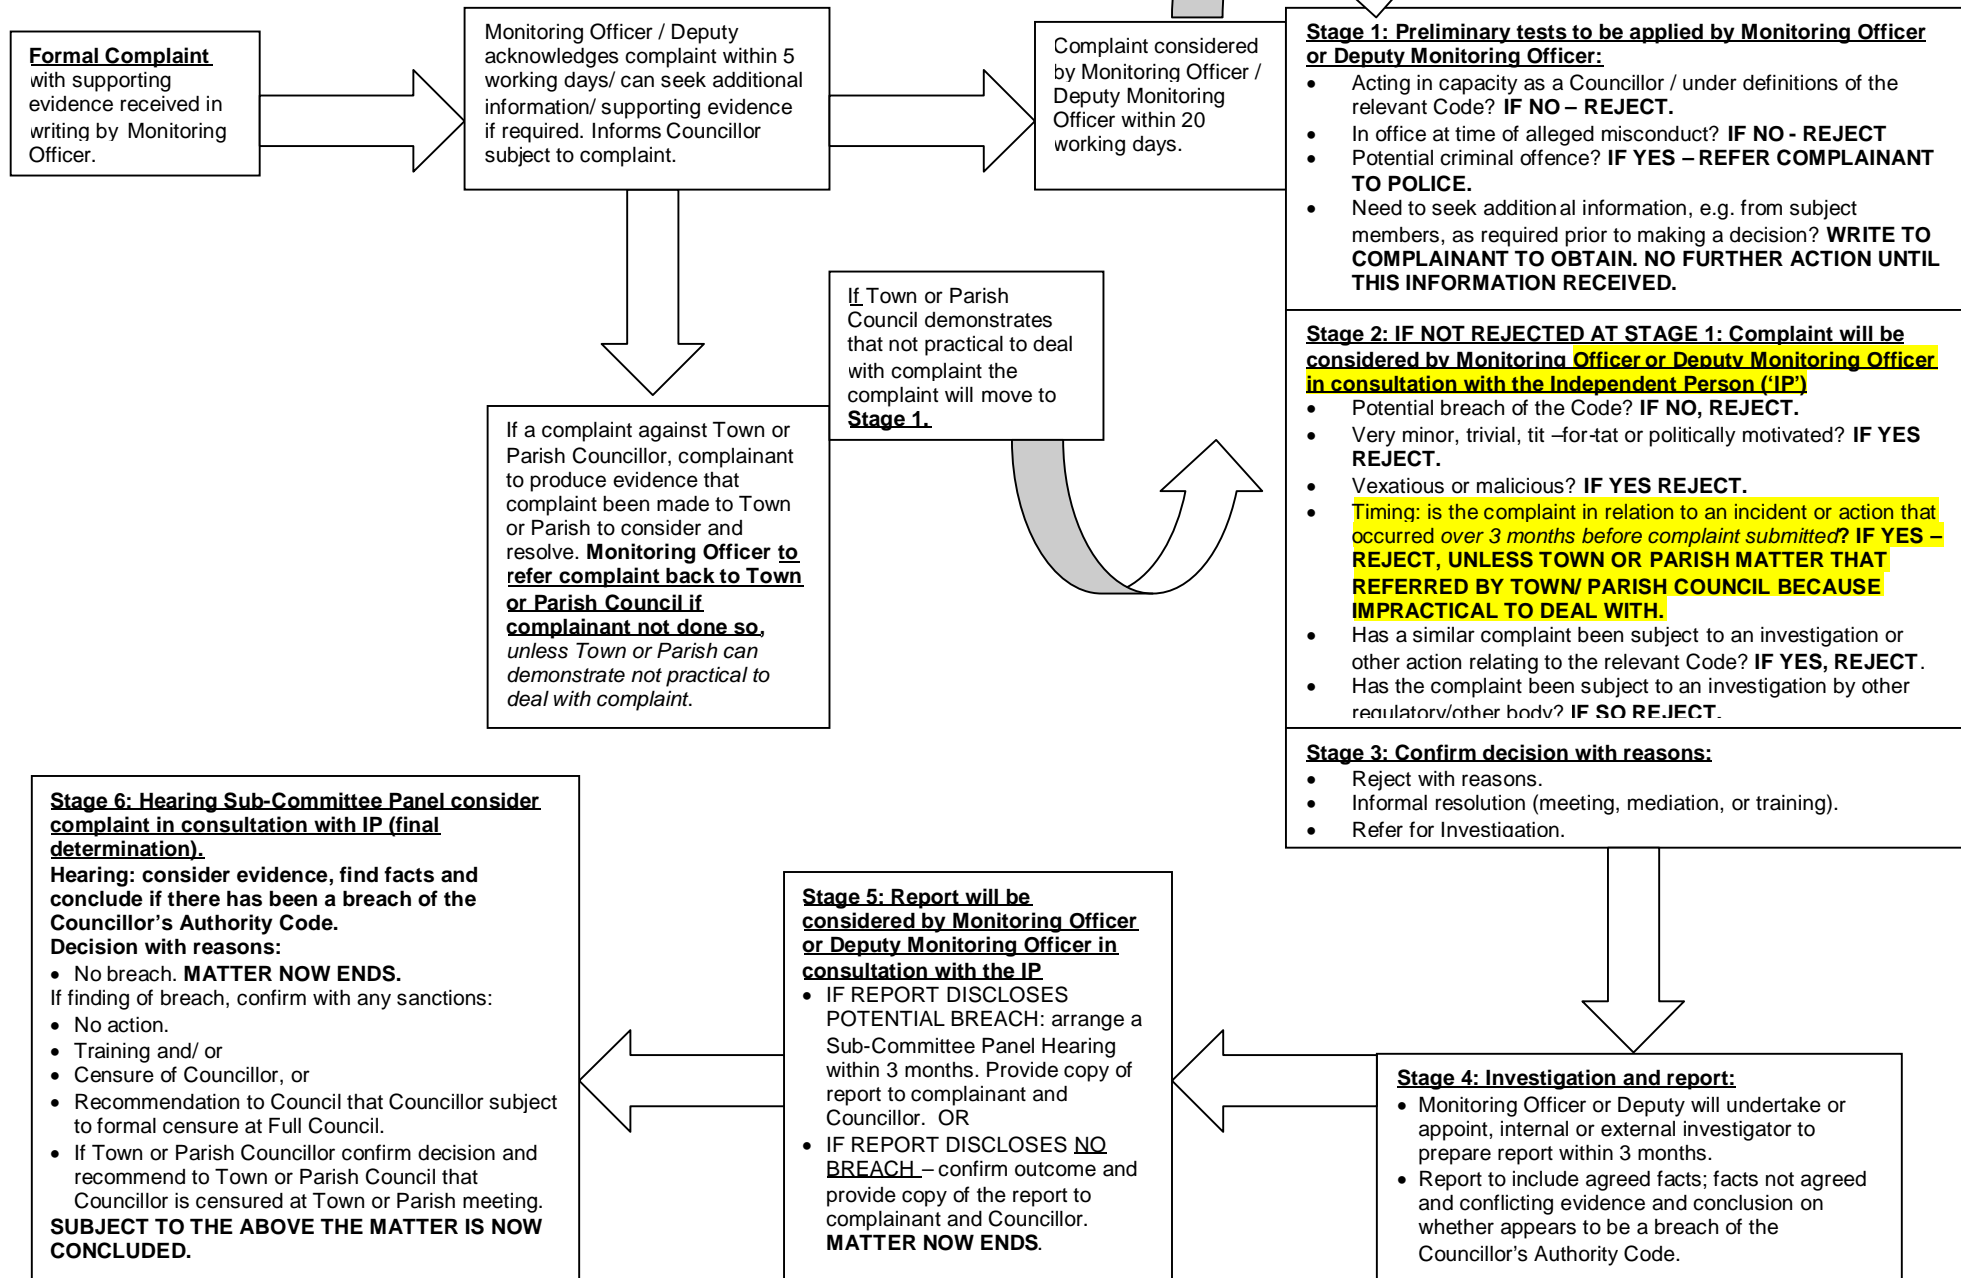 Formal Complaint
with supporting
evidence received in
writing by Monitoring
Officer.
Monitoring Officer / Deputy
acknowledges complaint within 5
working days/ can seek additional
information/ supporting evidence
if required. Informs Councillor
subject to complaint.
Complaint considered
by Monitoring Officer /
Deputy Monitoring
Officer within 20
working days.
Stage 1: Preliminary tests to be applied by Monitoring Officer
or Deputy Monitoring Officer:
• Acting in capacity as a Councillor / under definitions of the
relevant Code? IF NO – REJECT.
• In office at time of alleged misconduct? IF NO - REJECT
• Potential criminal offence? IF YES – REFER COMPLAINANT
TO POLICE.
• Need to seek additional information, e.g. from subject
members, as required prior to making a decision? WRITE TO
COMPLAINANT TO OBTAIN. NO FURTHER ACTION UNTIL
THIS INFORMATION RECEIVED.
If Town or Parish
Council demonstrates
that not practical to deal
with complaint the
complaint will move to
Stage 1.
If a complaint against Town or
Parish Councillor, complainant
to produce evidence that
complaint been made to Town
or Parish to consider and
resolve. Monitoring Officer to
refer complaint back to Town
or Parish Council if
complainant not done so,
unless Town or Parish can
demonstrate not practical to
deal with complaint.
Stage 2: IF NOT REJECTED AT STAGE 1: Complaint will be
considered by Monitoring Officer or Deputy Monitoring Officer
in consultation with the Independent Person (‘IP’)
• Potential breach of the Code? IF NO, REJECT.
• Very minor, trivial, tit –for-tat or politically motivated? IF YES
REJECT.
• Vexatious or malicious? IF YES REJECT.
• Timing: is the complaint in relation to an incident or action that
occurred over 3 months before complaint submitted? IF YES –
REJECT, UNLESS TOWN OR PARISH MATTER THAT
REFERRED BY TOWN/ PARISH COUNCIL BECAUSE
IMPRACTICAL TO DEAL WITH.
• Has a similar complaint been subject to an investigation or
other action relating to the relevant Code? IF YES, REJECT.
• Has the complaint been subject to an investigation by other
regulatory/other body? IF SO REJECT.
Stage 3: Confirm decision with reasons:
• Reject with reasons.
• Informal resolution (meeting, mediation, or training).
• Refer for Investigation.
Stage 4: Investigation and report:
• Monitoring Officer or Deputy will undertake or
appoint, internal or external investigator to
prepare report within 3 months.
• Report to include agreed facts; facts not agreed
and conflicting evidence and conclusion on
whether appears to be a breach of the
Councillor’s Authority Code.
Stage 5: Report will be
considered by Monitoring Officer
or Deputy Monitoring Officer in
consultation with the IP
• IF REPORT DISCLOSES
POTENTIAL BREACH: arrange a
Sub-Committee Panel Hearing
within 3 months. Provide copy of
report to complainant and
Councillor. OR
• IF REPORT DISCLOSES NO
BREACH – confirm outcome and
provide copy of the report to
complainant and Councillor.
MATTER NOW ENDS.
Stage 6: Hearing Sub-Committee Panel consider
complaint in consultation with IP (final
determination).
Hearing: consider evidence, find facts and
conclude if there has been a breach of the
Councillor’s Authority Code.
Decision with reasons:
• No breach. MATTER NOW ENDS.
If finding of breach, confirm with any sanctions:
• No action.
• Training and/ or
• Censure of Councillor, or
• Recommendation to Council that Councillor subject
to formal censure at Full Council.
• If Town or Parish Councillor confirm decision and
recommend to Town or Parish Council that
Councillor is censured at Town or Parish meeting.
SUBJECT TO THE ABOVE THE MATTER IS NOW
CONCLUDED.